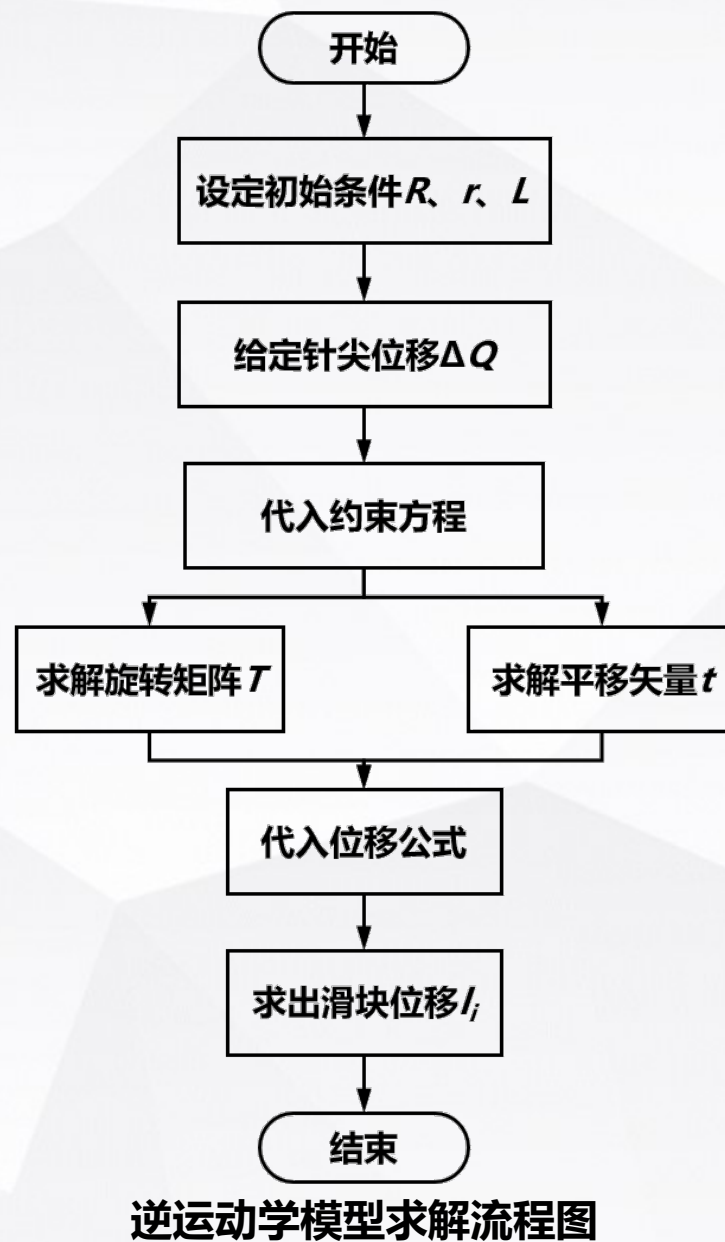 开始
设定初始条件R、r、L
给定针尖位移ΔQ
代入约束方程
求解旋转矩阵T
求解平移矢量t
代入位移公式
求出滑块位移lᵢ
结束
逆运动学模型求解流程图